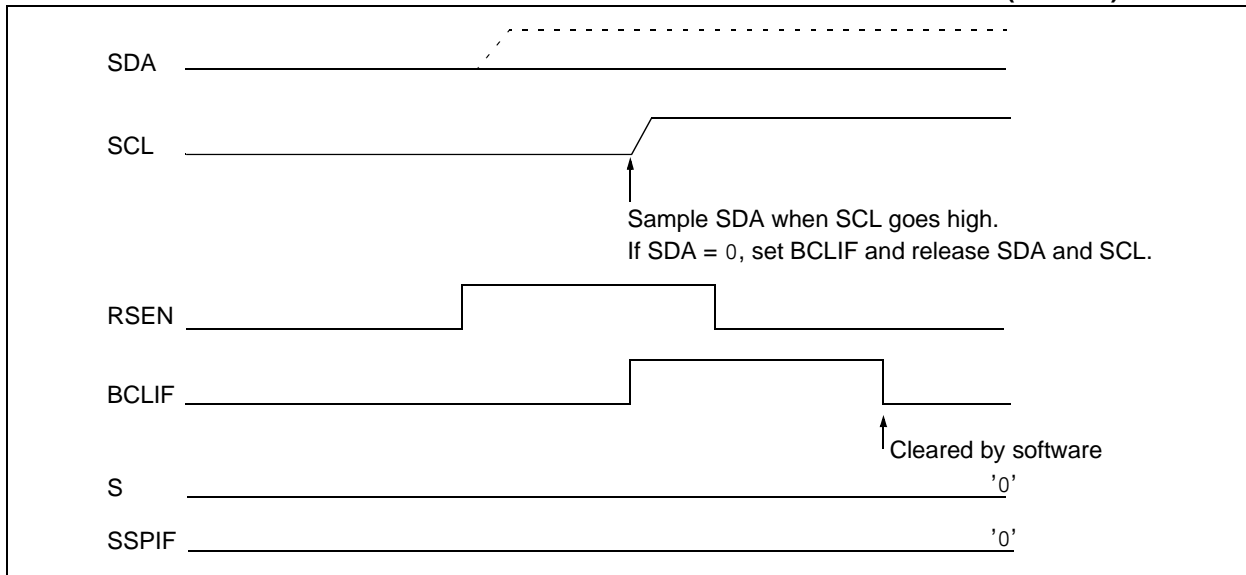 SDA
SCL
Sample SDA when SCL goes high.
If SDA = 0, set BCLIF and release SDA and SCL.
RSEN
BCLIF
Cleared by software
S
'0'
SSPIF
'0'